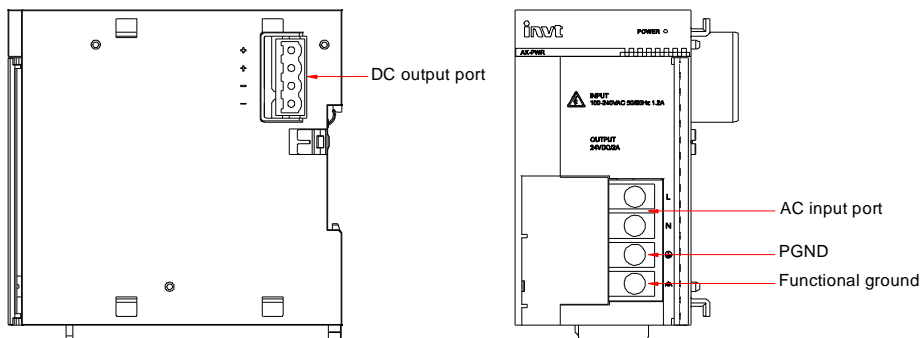 +
+
−
−
DC output port
invt
POWER
AX-PWR
INPUT
100-240VAC 50/60Hz 1.2A
OUTPUT
24VDC/2A
L
N
AC input port
PGND
Functional ground